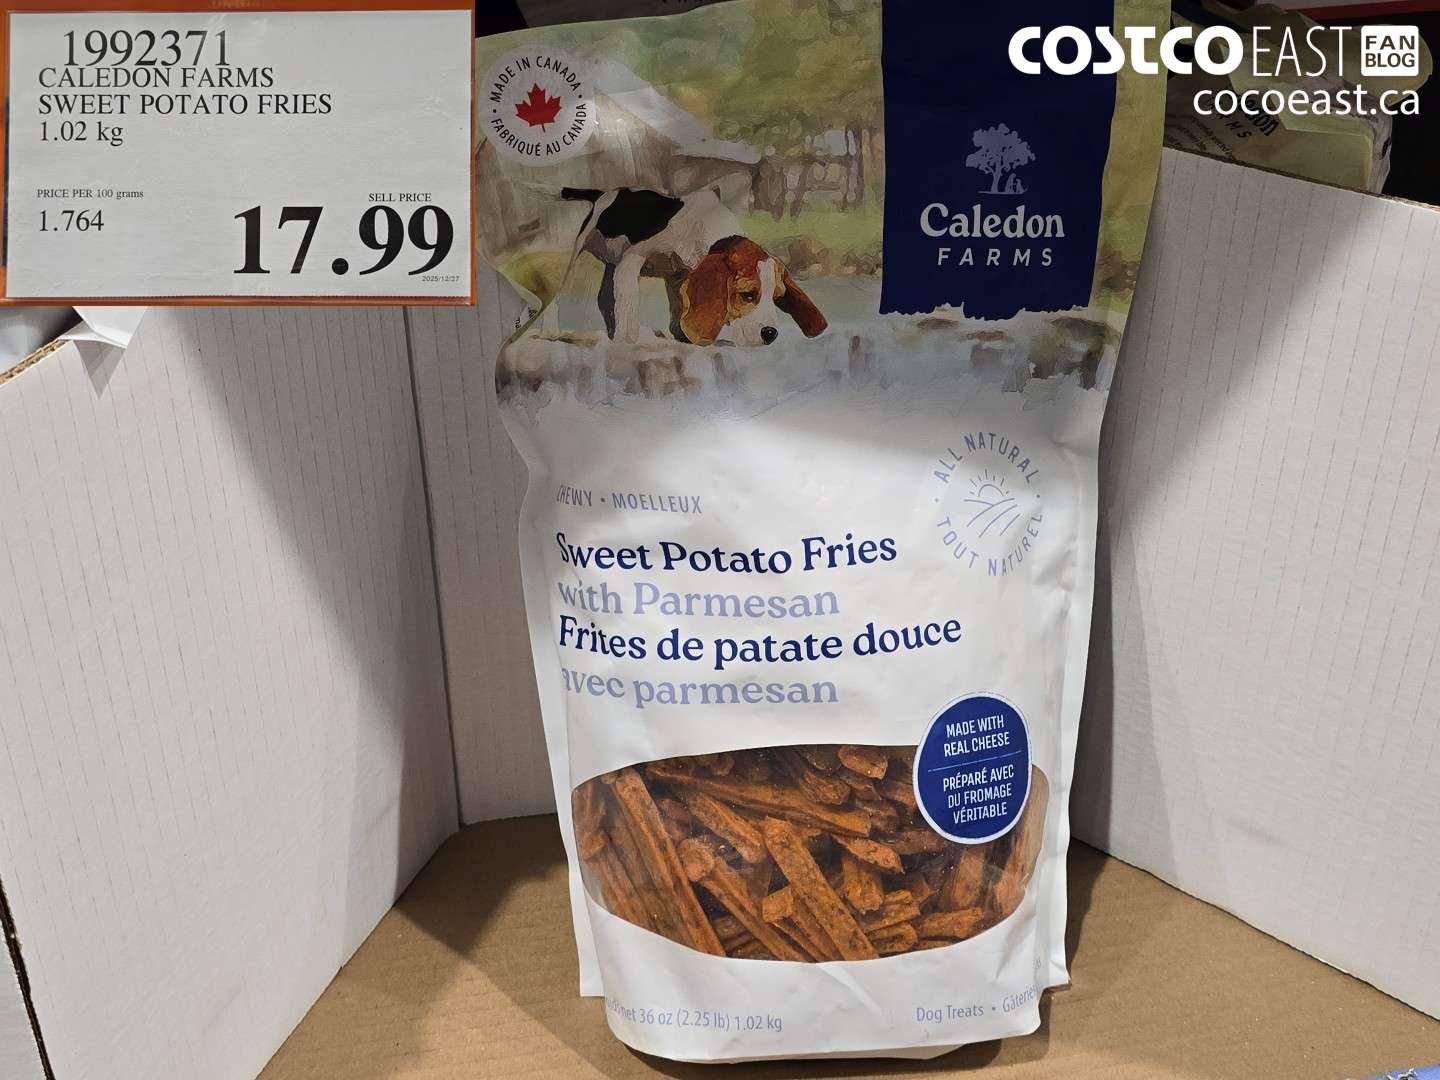 1992371
CALEDON FARMS
SWEET POTATO FRIES
1.02 kg
PRICE PER 100 grams
1.764
SELL PRICE
17.99
2025/12/27
COSTCO EAST FAN BLOG
cocoeast.ca
MADE IN CANADA
FABRIQUÉ AU CANADA
Caledon
FARMS
ALL NATURAL
TOUT NATUREL
CHEWY • MOELLEUX
Sweet Potato Fries
with Parmesan
Frites de patate douce
avec parmesan
MADE WITH
REAL CHEESE
PRÉPARÉ AVEC
DU FROMAGE
VÉRITABLE
net 36 oz (2.25 lb) 1.02 kg
Dog Treats • Gâteries